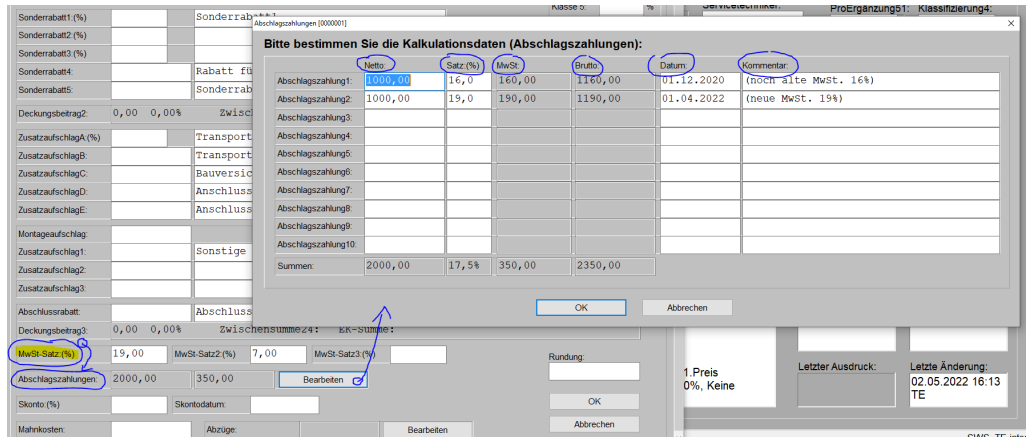 Klasse 5: %
Servicetechniker: ProErgänzung51: Klassifizierung4:
Sonderrabatt1:(%)
Sonderrabatt2:(%)
Sonderrabatt3:(%)
Sonderrabatt4: Rabatt fü
Sonderrabatt5: Sonderrab
Deckungsbeitrag2: 0,00 0,00% Zwisc
ZusatzaufschlagA:(%) Transport
ZusatzaufschlagB: Transport
ZusatzaufschlagC: Bauversic
ZusatzaufschlagD: Anschluss
ZusatzaufschlagE: Anschluss
Montageaufschlag:
Zusatzaufschlag1: Sonstige
Zusatzaufschlag2:
Zusatzaufschlag3:
Abschlussrabatt: Abschluss
Deckungsbeitrag3: 0,00 0,00% Zwischensumme24: EK-Summe:
MwSt-Satz:(%) 19,00 MwSt-Satz2:(%) 7,00 MwSt-Satz3:(%)
Abschlagszahlungen: 2000,00 350,00 Bearbeiten
Skonto:(%) Skontodatum:
Mahnkosten: Abzüge: Bearbeiten
Abschlagszahlungen [0000001] ×
Bitte bestimmen Sie die Kalkulationsdaten (Abschlagszahlungen):
Netto: Satz:(%) MwSt: Brutto: Datum: Kommentar:
Abschlagszahlung1: 1000,00 16,0 160,00 1160,00 01.12.2020 (noch alte MwSt. 16%)
Abschlagszahlung2: 1000,00 19,0 190,00 1190,00 01.04.2022 (neue MwSt. 19%)
Abschlagszahlung3:
Abschlagszahlung4:
Abschlagszahlung5:
Abschlagszahlung6:
Abschlagszahlung7:
Abschlagszahlung8:
Abschlagszahlung9:
Abschlagszahlung10:
Summen: 2000,00 17,5% 350,00 2350,00
OK Abbrechen
Rundung:
OK
Abbrechen
1.Preis
0%, Keine
Letzter Ausdruck: Letzte Änderung:
02.05.2022 16:13
TE